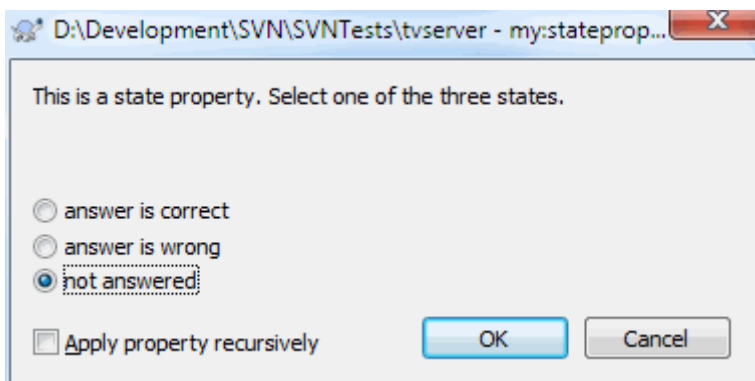 D:\Development\SVN\SVNTests\tvserver - my:stateprop...
This is a state property. Select one of the three states.
answer is correct
answer is wrong
not answered
Apply property recursively
OK
Cancel